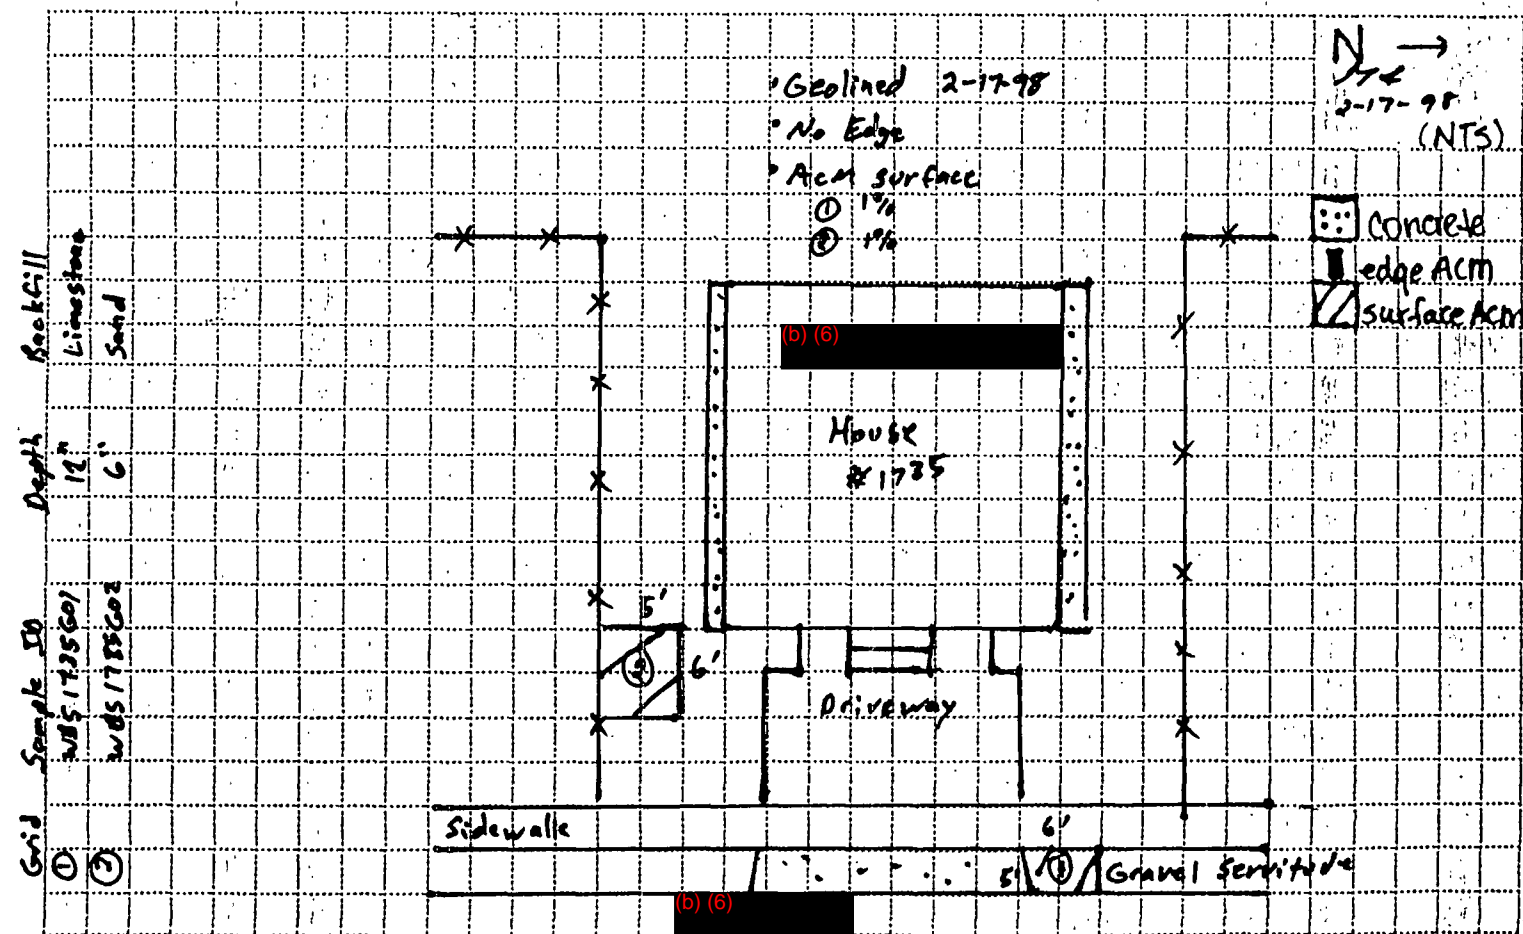 N
2-17-98
(NTS)
• Geolined 2-17-98
• No Edge
• Acm surface
① 1%
② 1%
Concrete
edge Acm
surface Acm
(b) (6)
House
#1735
5'
②
6'
Driveway
Sidewalk
6'
5'
①
Gravel Servitude
(b) (6)
Grid Sample ID Depth Backfill
① WBS1735G01 12" Limestone
② WBS1735G02 6" Sand